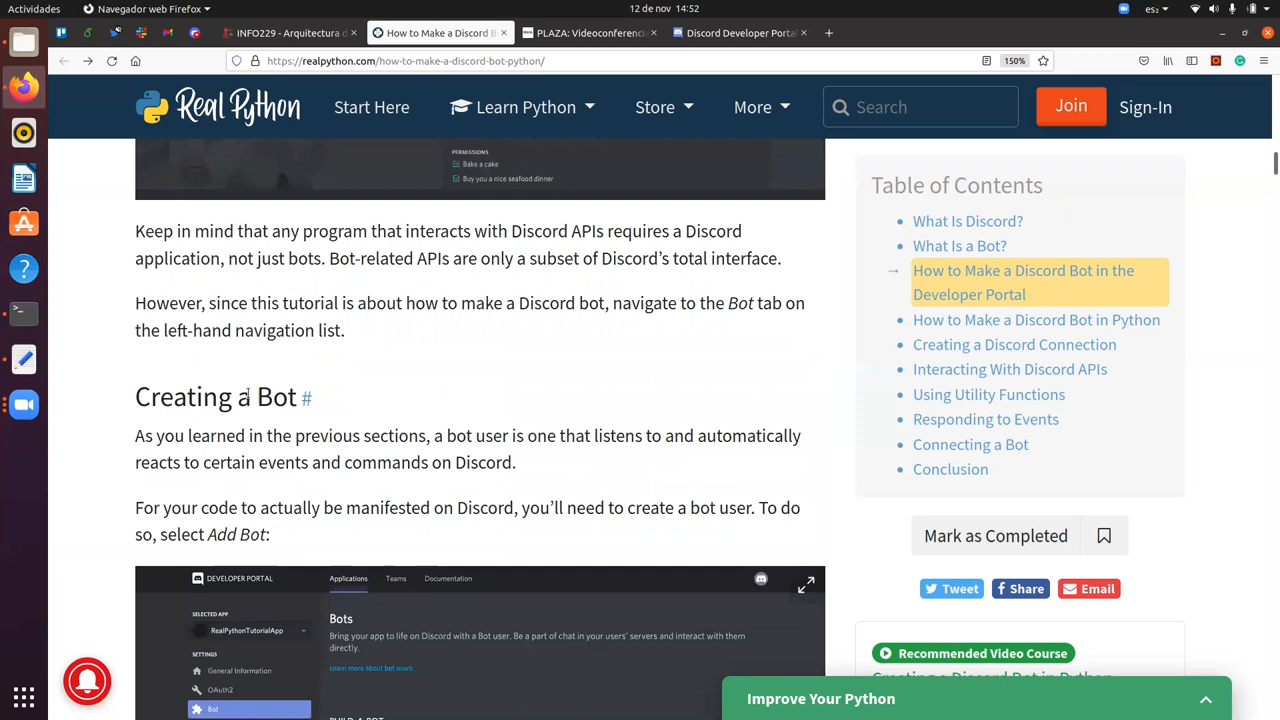 Actividades
Navegador web Firefox
12 de nov 14:52
es₂
INFO229 - Arquitectura d
How to Make a Discord B
PLAZA: Videoconferenci
Discord Developer Portal
https://realpython.com/how-to-make-a-discord-bot-python/
150%
Real Python
Start Here
Learn Python
Store
More
Search
Join
Sign-In
PERMISSIONS
Bake a cake
Buy you a nice seafood dinner
Keep in mind that any program that interacts with Discord APIs requires a Discord
application, not just bots. Bot-related APIs are only a subset of Discord’s total interface.
However, since this tutorial is about how to make a Discord bot, navigate to the Bot tab on
the left-hand navigation list.
Creating a Bot #
As you learned in the previous sections, a bot user is one that listens to and automatically
reacts to certain events and commands on Discord.
For your code to actually be manifested on Discord, you’ll need to create a bot user. To do
so, select Add Bot:
DEVELOPER PORTAL
Applications
Teams
Documentation
SELECTED APP
RealPythonTutorialApp
SETTINGS
General Information
OAuth2
Bot
Bots
Bring your app to life on Discord with a Bot user. Be a part of chat in your users' servers and interact with them
directly.
Learn more about bot users
BUILD-A-BOT
Table of Contents
What Is Discord?
What Is a Bot?
→ How to Make a Discord Bot in the
Developer Portal
How to Make a Discord Bot in Python
Creating a Discord Connection
Interacting With Discord APIs
Using Utility Functions
Responding to Events
Connecting a Bot
Conclusion
Mark as Completed
Tweet
Share
Email
Recommended Video Course
Creating a Discord Bot in Python
Improve Your Python